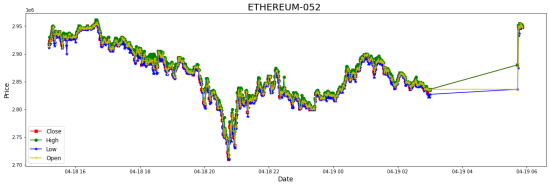 ETHEREUM-052
1e6
2.95
2.90
2.85
2.80
2.75
2.70
Price
Close
High
Low
Open
04-18 16
04-18 18
04-18 20
04-18 22
04-19 00
04-19 02
04-19 04
04-19 06
Date